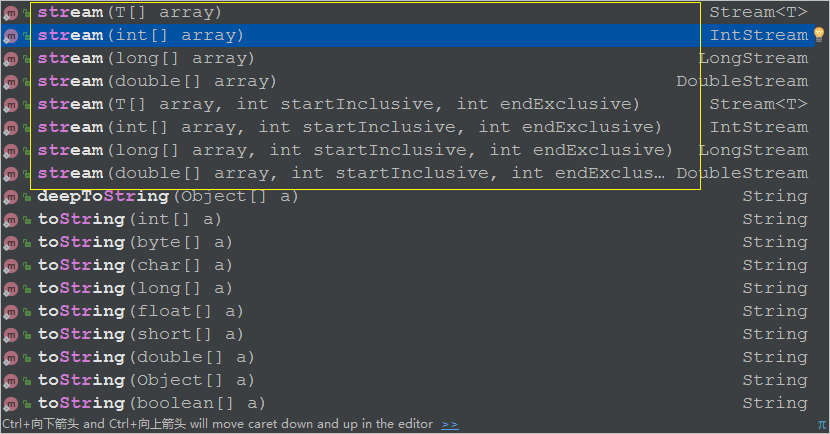 stream(T[] array) Stream<T>
stream(int[] array) IntStream
stream(long[] array) LongStream
stream(double[] array) DoubleStream
stream(T[] array, int startInclusive, int endExclusive) Stream<T>
stream(int[] array, int startInclusive, int endExclusive) IntStream
stream(long[] array, int startInclusive, int endExclusive) LongStream
stream(double[] array, int startInclusive, int endExclus… DoubleStream
deepToString(Object[] a) String
toString(int[] a) String
toString(byte[] a) String
toString(char[] a) String
toString(long[] a) String
toString(float[] a) String
toString(short[] a) String
toString(double[] a) String
toString(Object[] a) String
toString(boolean[] a) String
Ctrl+向下箭头 and Ctrl+向上箭头 will move caret down and up in the editor >> π